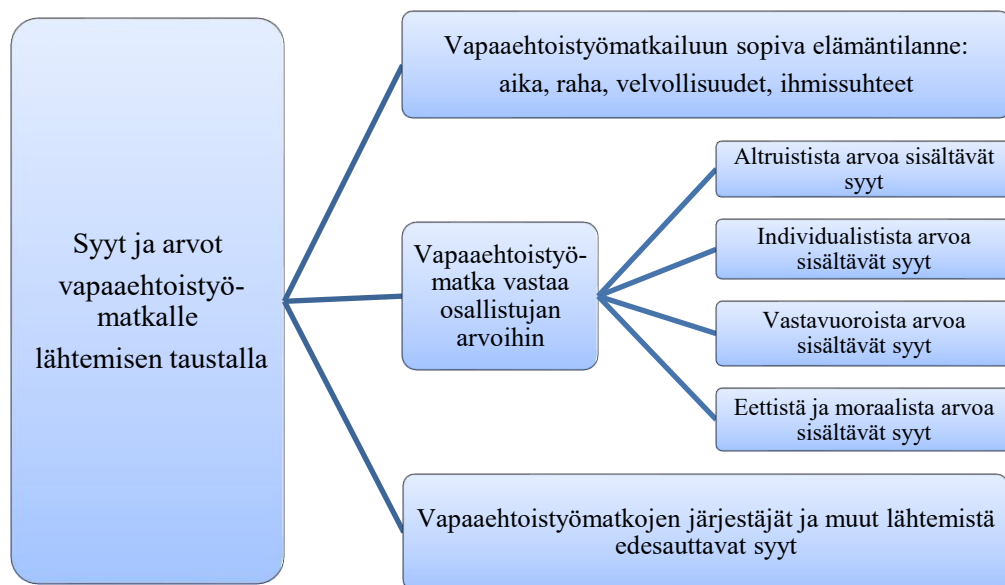 Syyt ja arvot
vapaaehtoistyö-
matkalle
lähtemisen taustalla
Vapaaehtoistyömatkailuun sopiva elämäntilanne:
aika, raha, velvollisuudet, ihmissuhteet
Vapaaehtoistyö-
matka vastaa
osallistujan
arvoihin
Altruistista arvoa sisältävät
syyt
Individualistista arvoa
sisältävät syyt
Vastavuoroista arvoa
sisältävät syyt
Eettistä ja moraalista arvoa
sisältävät syyt
Vapaaehtoistyömatkojen järjestäjät ja muut lähtemistä
edesauttavat syyt